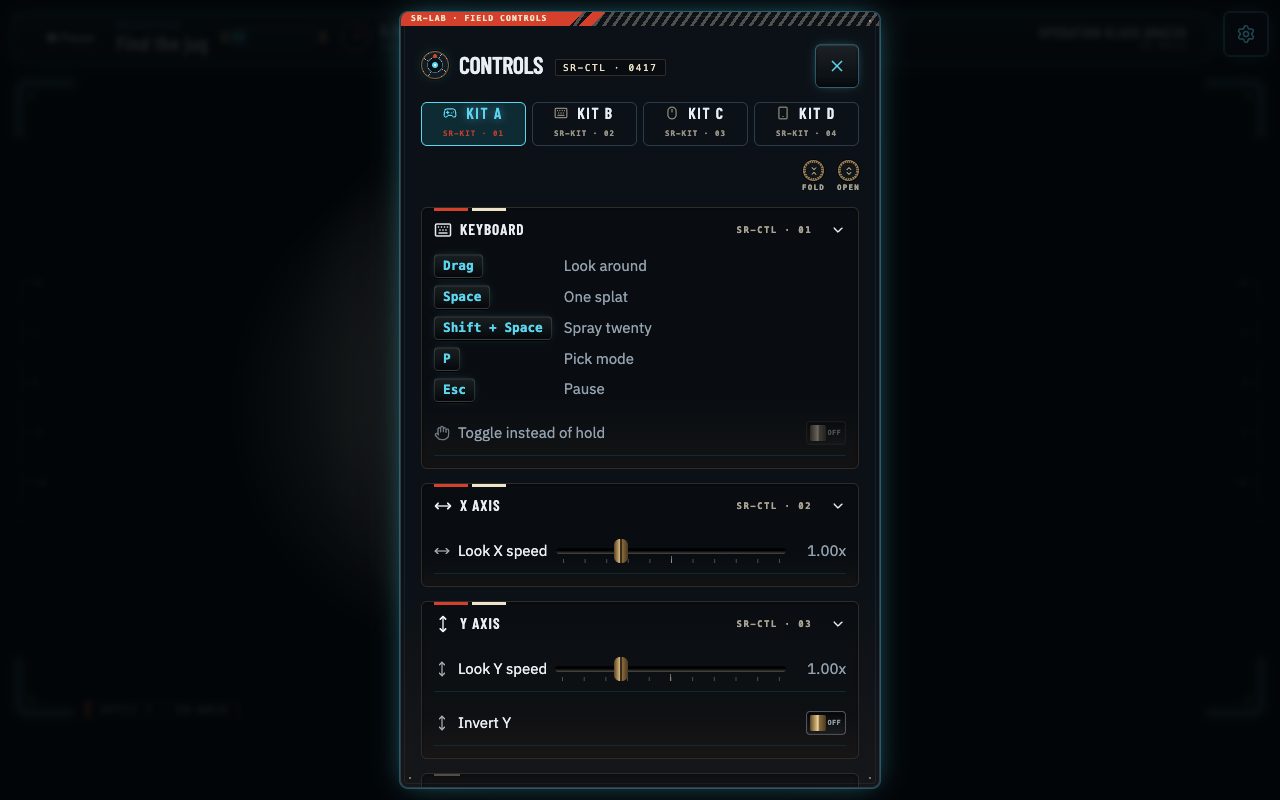 SR-LAB · FIELD CONTROLS
CONTROLS
SR-CTL · 0417
KIT A
SR-KIT · 01
KIT B
SR-KIT · 02
KIT C
SR-KIT · 03
KIT D
SR-KIT · 04
FOLD
OPEN
KEYBOARD
SR-CTL · 01
Drag Look around
Space One splat
Shift + Space Spray twenty
P Pick mode
Esc Pause
Toggle instead of hold OFF
X AXIS
SR-CTL · 02
Look X speed 1.00x
Y AXIS
SR-CTL · 03
Look Y speed 1.00x
Invert Y OFF